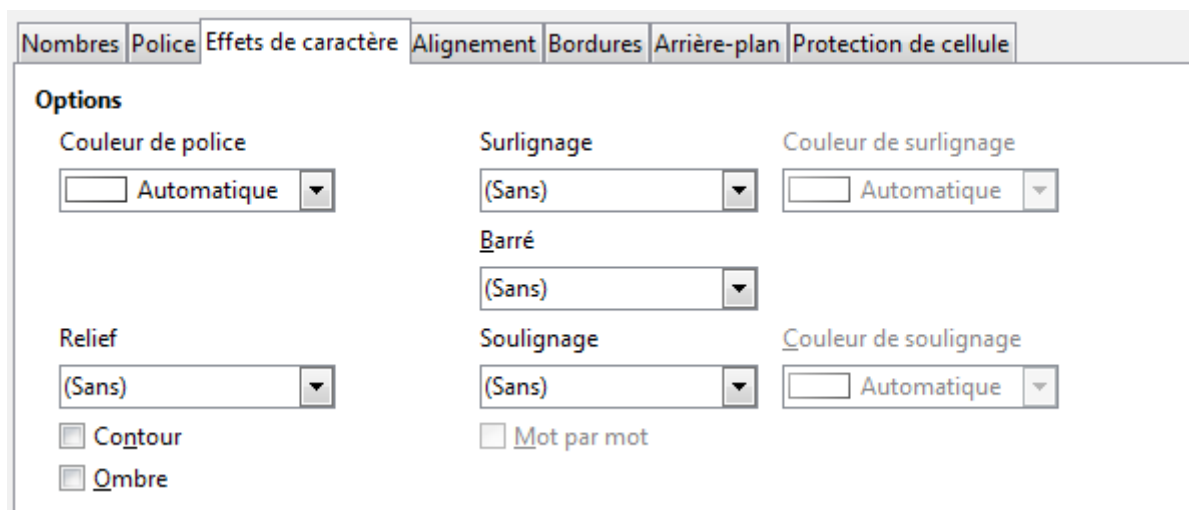 Nombres Police Effets de caractère Alignement Bordures Arrière-plan Protection de cellule
Options
Couleur de police Surlignage Couleur de surlignage
Automatique (Sans) Automatique
Barré
(Sans)
Relief Soulignage Couleur de soulignage
(Sans) (Sans) Automatique
Contour Mot par mot
Ombre